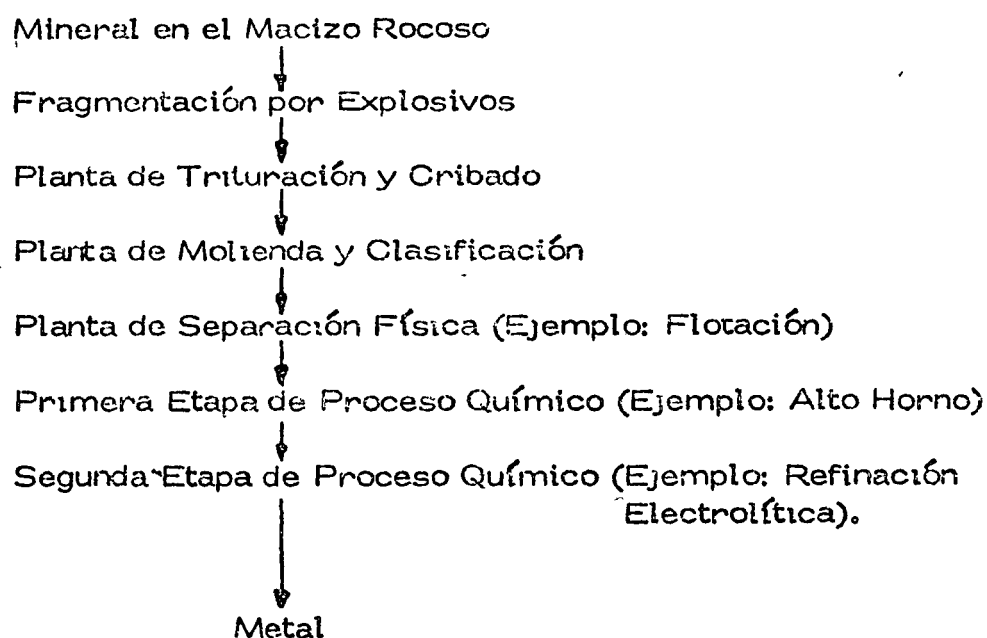 Mineral en el Macizo Rocoso
Fragmentación por Explosivos
Planta de Trituración y Cribado
Planta de Molienda y Clasificación
Planta de Separación Física (Ejemplo: Flotación)
Primera Etapa de Proceso Químico (Ejemplo: Alto Horno)
Segunda Etapa de Proceso Químico (Ejemplo: Refinación
Electrolítica).
Metal